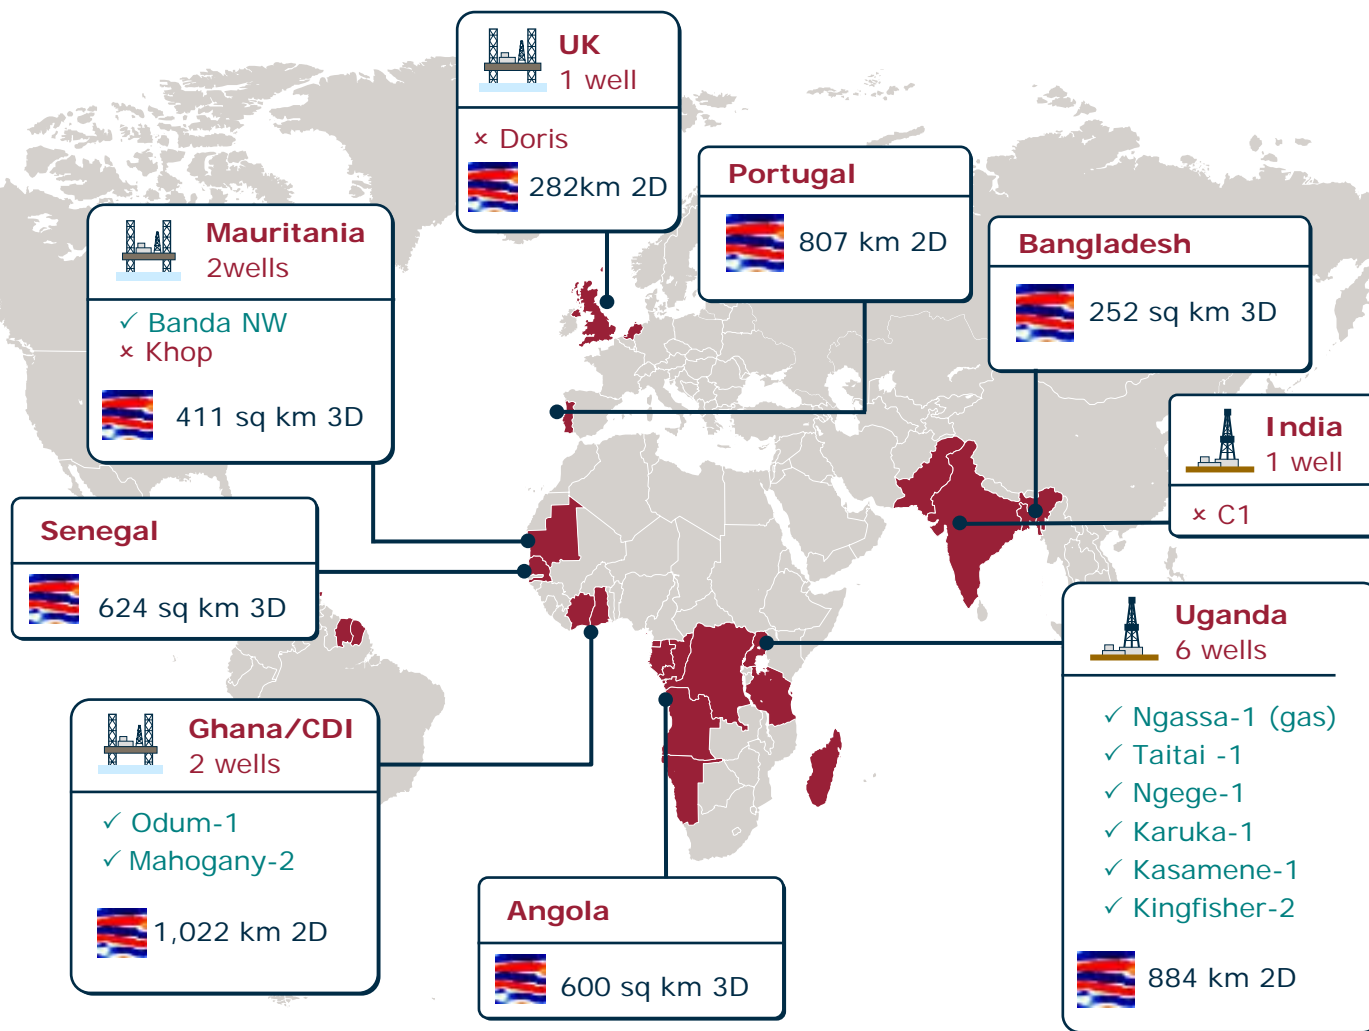 UK
1 well
× Doris
282km 2D
Portugal
807 km 2D
Mauritania
2wells
✓ Banda NW
× Khop
411 sq km 3D
Bangladesh
252 sq km 3D
India
1 well
× C1
Senegal
624 sq km 3D
Uganda
6 wells
✓ Ngassa-1 (gas)
✓ Taitai -1
✓ Ngege-1
✓ Karuka-1
✓ Kasamene-1
✓ Kingfisher-2
884 km 2D
Ghana/CDI
2 wells
✓ Odum-1
✓ Mahogany-2
1,022 km 2D
Angola
600 sq km 3D